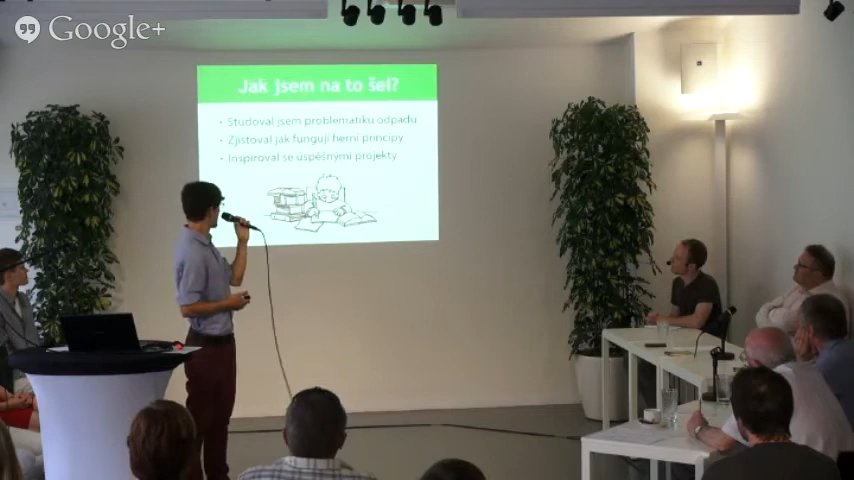 Google+
Jak jsem na to šel?
• Studoval jsem problematiku odpadu
• Zjišťoval jak fungují herní principy
• Inspiroval se úspěšnými projekty